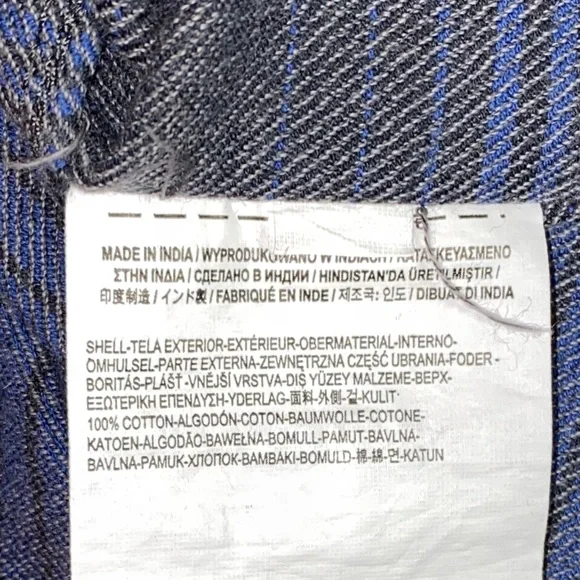 MADE IN INDIA / WYPRODUKOWANO W INDIACH / ΚΑΤΑΣΚΕΥΑΣΜΕΝΟ
ΣΤΗΝ ΙΝΔΙΑ / СДЕЛАНО В ИНДИИ / HINDISTAN'DA ÜRETILMIŞTIR /
印度制造 / インド製 / FABRIQUÉ EN INDE / 제조국: 인도 / DIBUAT DI INDIA
SHELL-TELA EXTERIOR-EXTÉRIEUR-OBERMATERIAL-INTERNO-
ÖMHULSEL-PARTE EXTERNA-ZEWNĘTRZNA CZĘŚĆ UBRANIA-FODER-
BORITÁS-PLÁŠŤ-VNĚJŠÍ VRSTVA-DIŞ YÜZEY MALZEME-ВЕРХ-
ΕΞΩΤΕΡΙΚΗ ΕΠΕΝΔΥΣΗ-YDERLAG-面料-外側-겉-KULIT
100% COTTON-ALGODÓN-COTON-BAUMWOLLE-COTONE-
KATOEN-ALGODÃO-BAWEŁNA-BOMULL-PAMUT-BAVLNA-
BAVLNA-PAMUK-ХЛОПОК-ΒΑΜΒΑΚΙ-BOMULD-棉-綿-면-KATUN